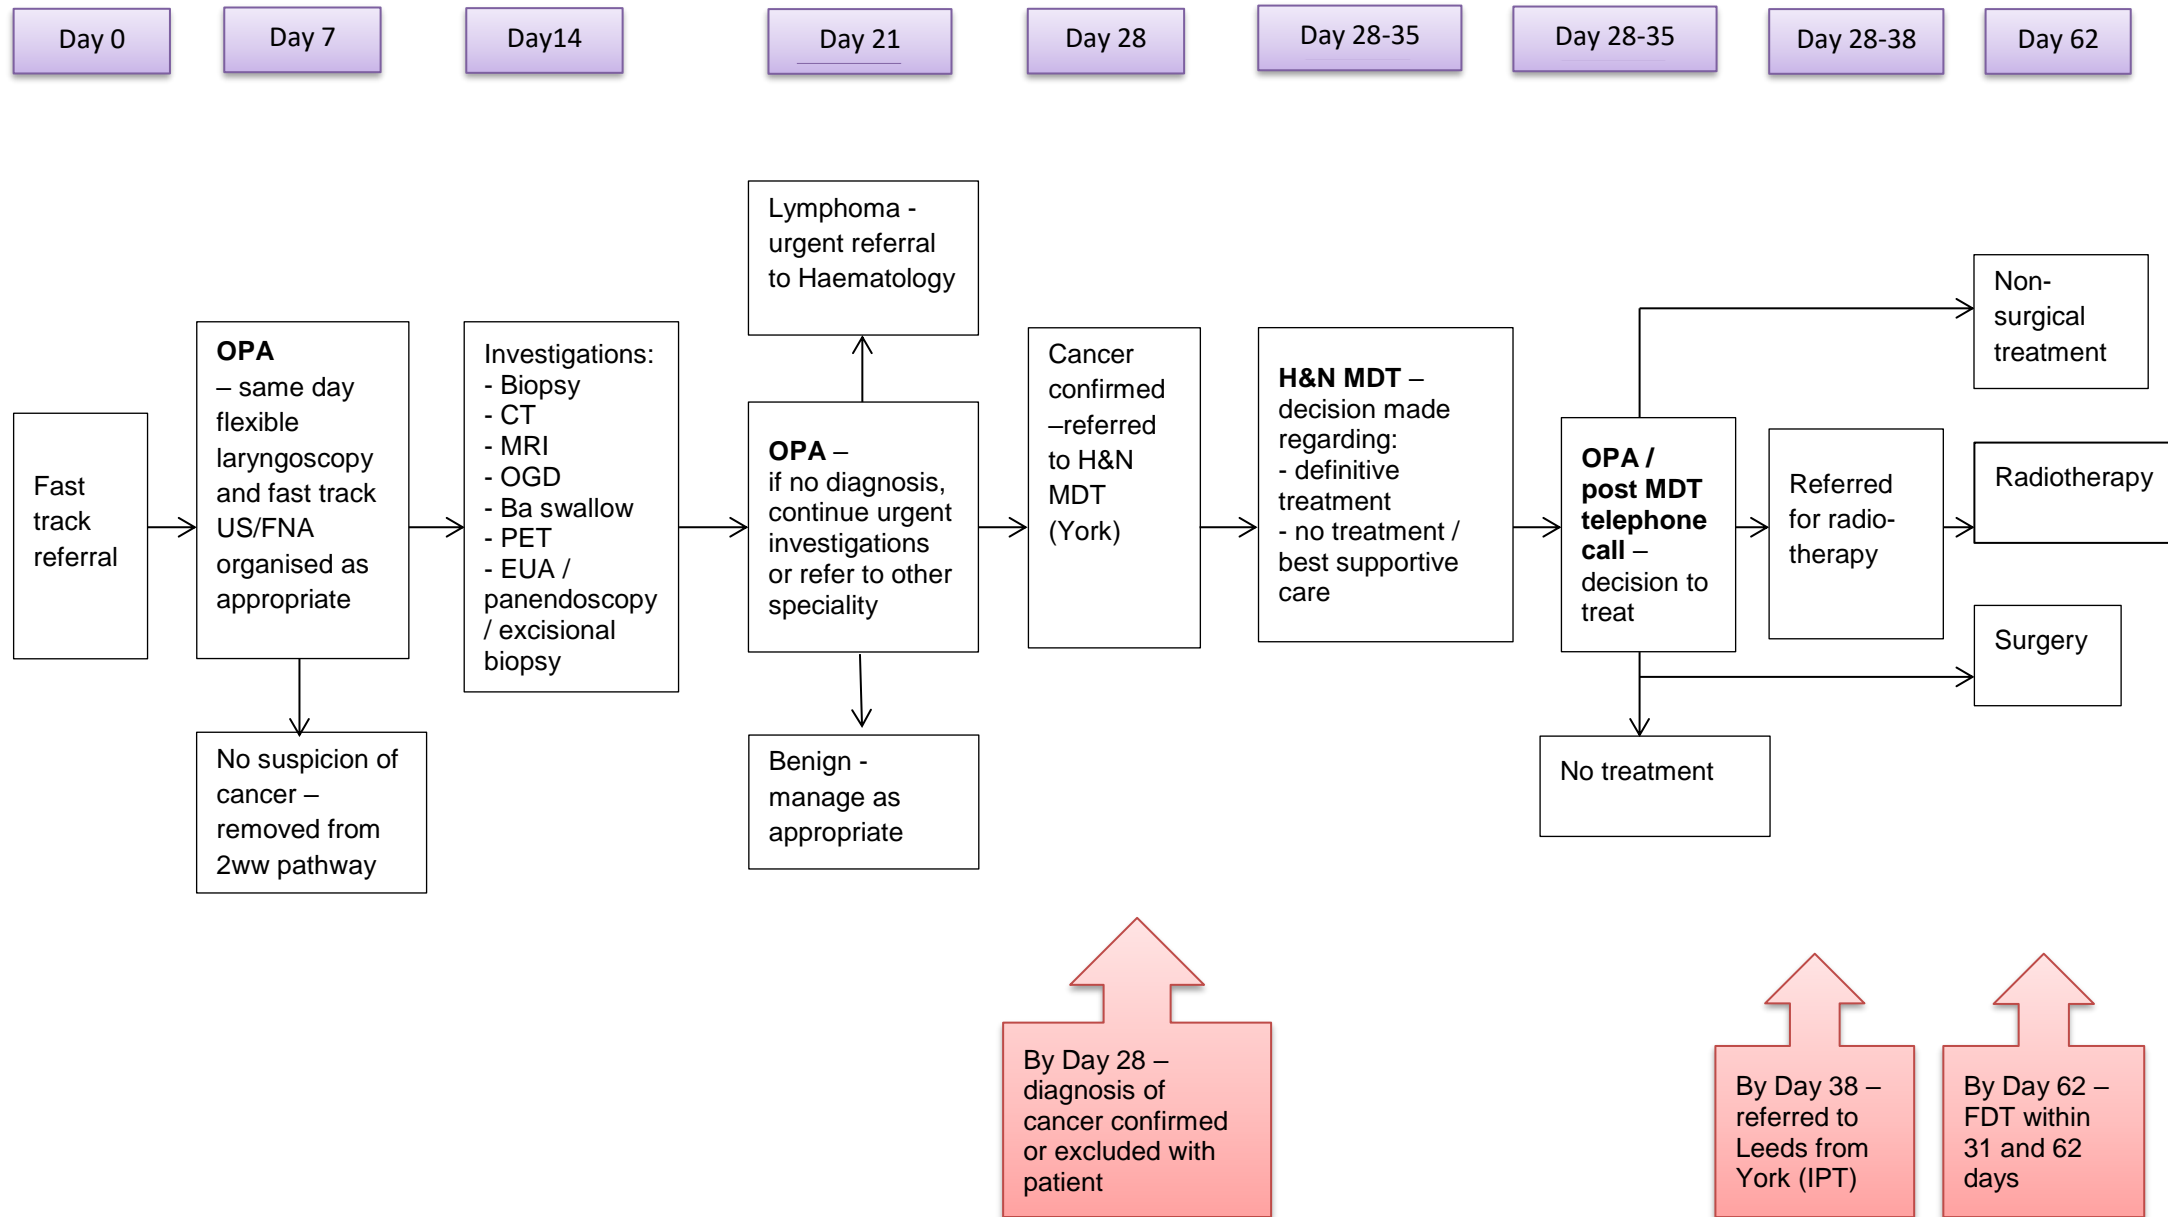 Day 0
Day 7
Day14
Day 21
Day 28
Day 28-35
Day 28-35
Day 28-38
Day 62
Fast
track
referral
OPA
– same day
flexible
laryngoscopy
and fast track
US/FNA
organised as
appropriate
No suspicion of
cancer –
removed from
2ww pathway
Investigations:
- Biopsy
- CT
- MRI
- OGD
- Ba swallow
- PET
- EUA /
panendoscopy
/ excisional
biopsy
Lymphoma -
urgent referral
to Haematology
OPA –
if no diagnosis,
continue urgent
investigations
or refer to other
speciality
Benign -
manage as
appropriate
Cancer
confirmed
–referred
to H&N
MDT
(York)
H&N MDT –
decision made
regarding:
- definitive
treatment
- no treatment /
best supportive
care
OPA /
post MDT
telephone
call –
decision to
treat
No treatment
Referred
for radio-
therapy
Non-
surgical
treatment
Radiotherapy
Surgery
By Day 28 –
diagnosis of
cancer confirmed
or excluded with
patient
By Day 38 –
referred to
Leeds from
York (IPT)
By Day 62 –
FDT within
31 and 62
days